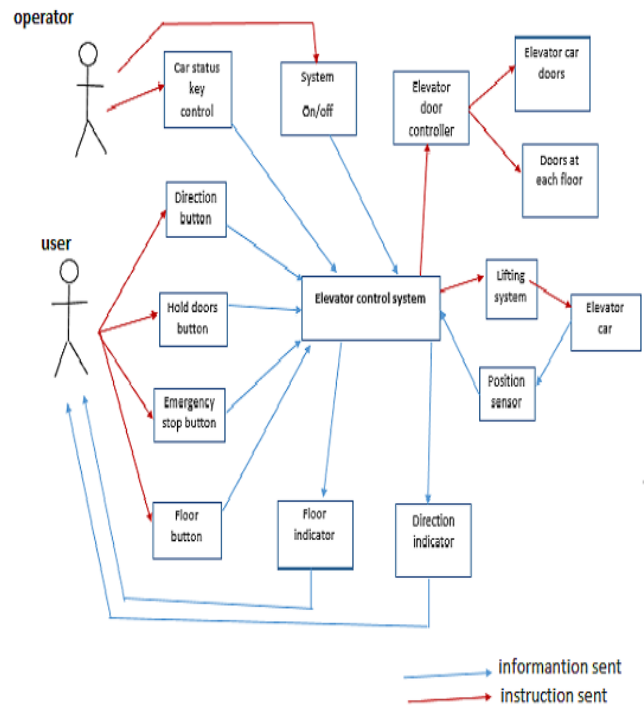 operator
Car status
key
control
System
On/off
Elevator
door
controller
Elevator car
doors
Doors at
each floor
user
Direction
button
Hold doors
button
Emergency
stop button
Floor
button
Elevator control system
Lifting
system
Elevator
car
Position
sensor
Floor
indicator
Direction
indicator
informantion sent
instruction sent